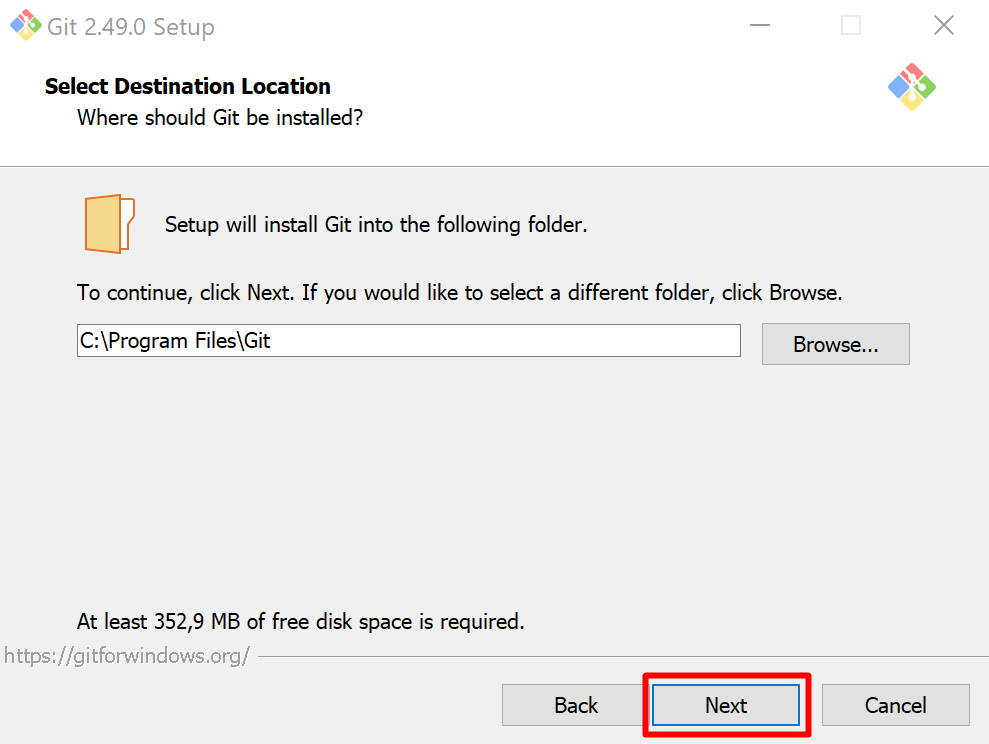 Git 2.49.0 Setup
Select Destination Location
Where should Git be installed?
Setup will install Git into the following folder.
To continue, click Next. If you would like to select a different folder, click Browse.
C:\Program Files\Git
Browse...
At least 352,9 MB of free disk space is required.
https://gitforwindows.org/
Back
Next
Cancel